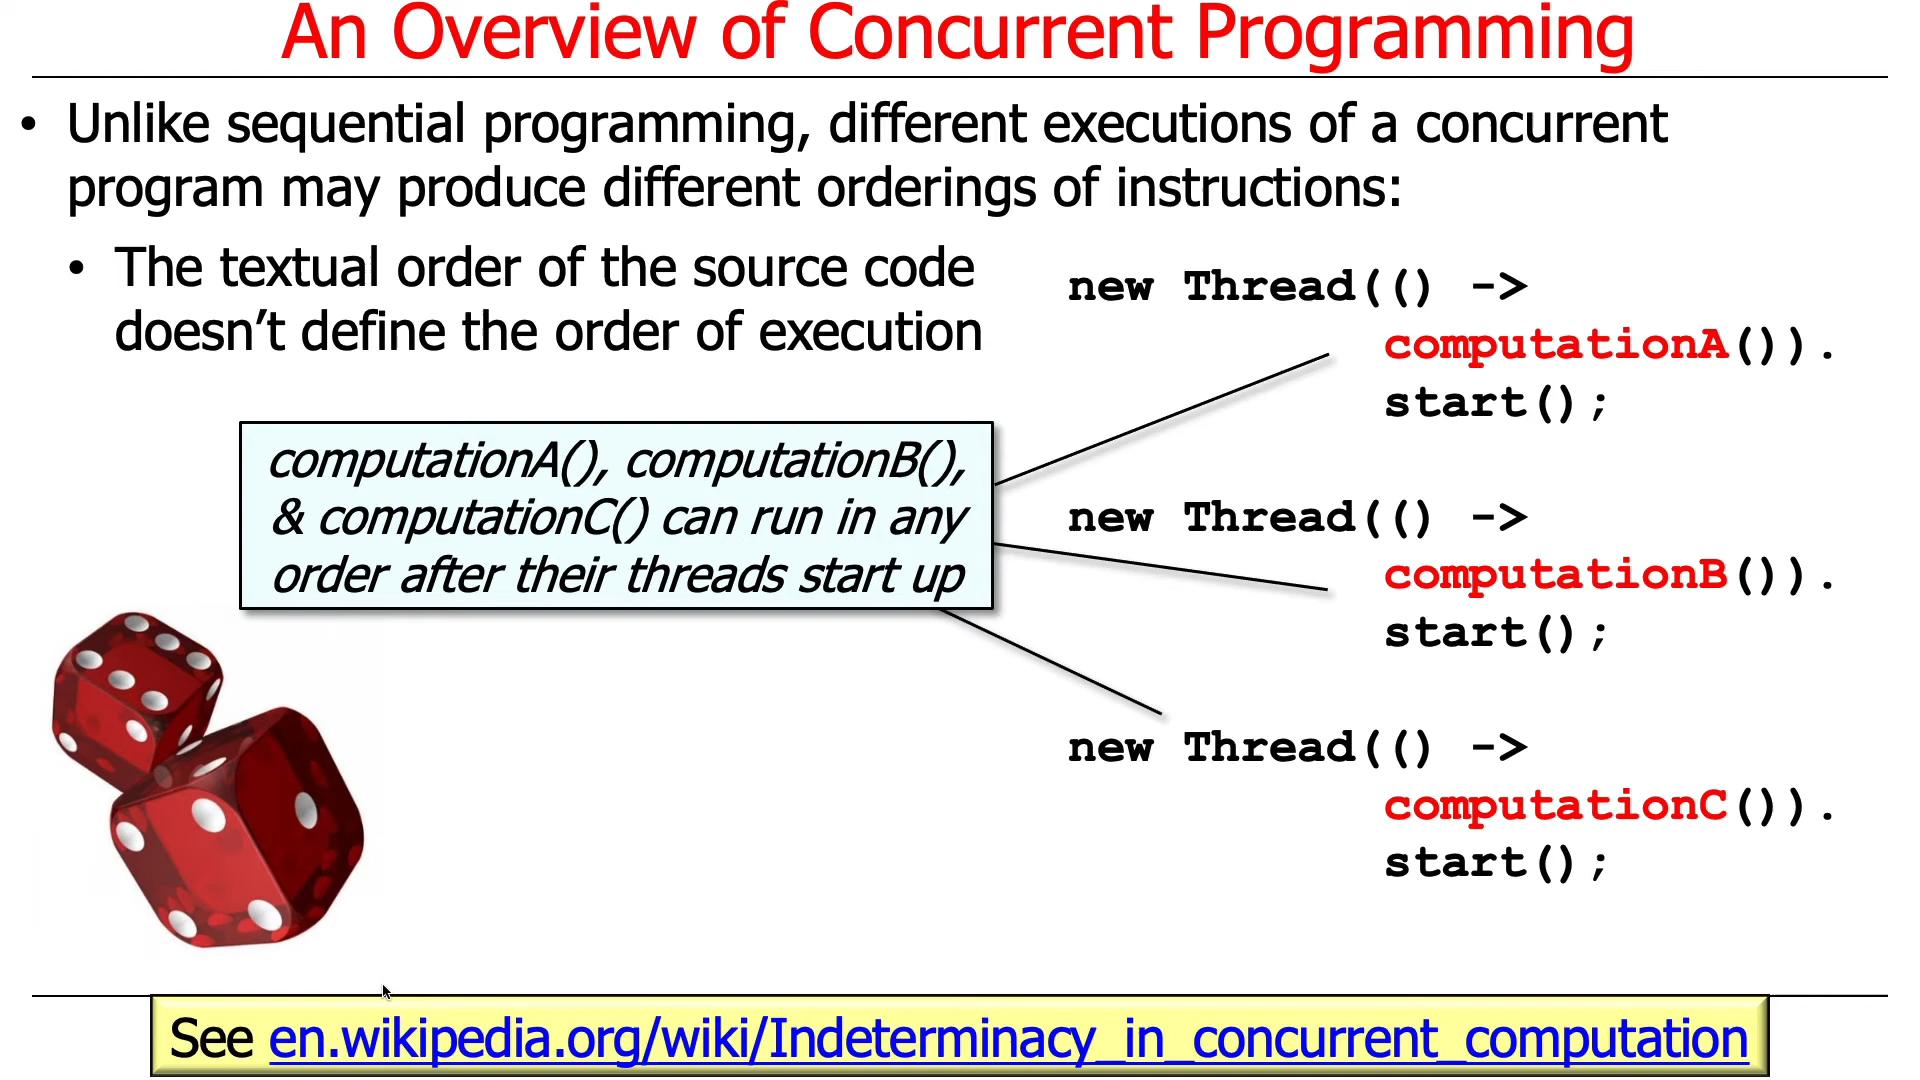 An Overview of Concurrent Programming
• Unlike sequential programming, different executions of a concurrent
program may produce different orderings of instructions:
• The textual order of the source code
doesn’t define the order of execution
computationA(), computationB(),
& computationC() can run in any
order after their threads start up
new Thread(() ->
computationA()).
start();
new Thread(() ->
computationB()).
start();
new Thread(() ->
computationC()).
start();
See en.wikipedia.org/wiki/Indeterminacy_in_concurrent_computation